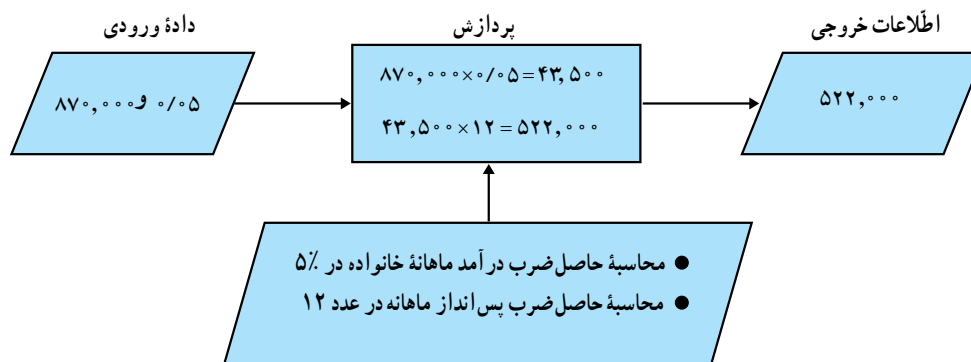 دادهٔ ورودی
پردازش
اطّلاعات خروجی
۸۷۰,۰۰۰ و ۰/۰۵
۸۷۰,۰۰۰×۰/۰۵=۴۳,۵۰۰
۴۳,۵۰۰×۱۲=۵۲۲,۰۰۰
۵۲۲,۰۰۰
● محاسبهٔ حاصل ضرب درآمد ماهانهٔ خانواده در ۵٪
● محاسبهٔ حاصل ضرب پس‌انداز ماهانه در عدد ۱۲